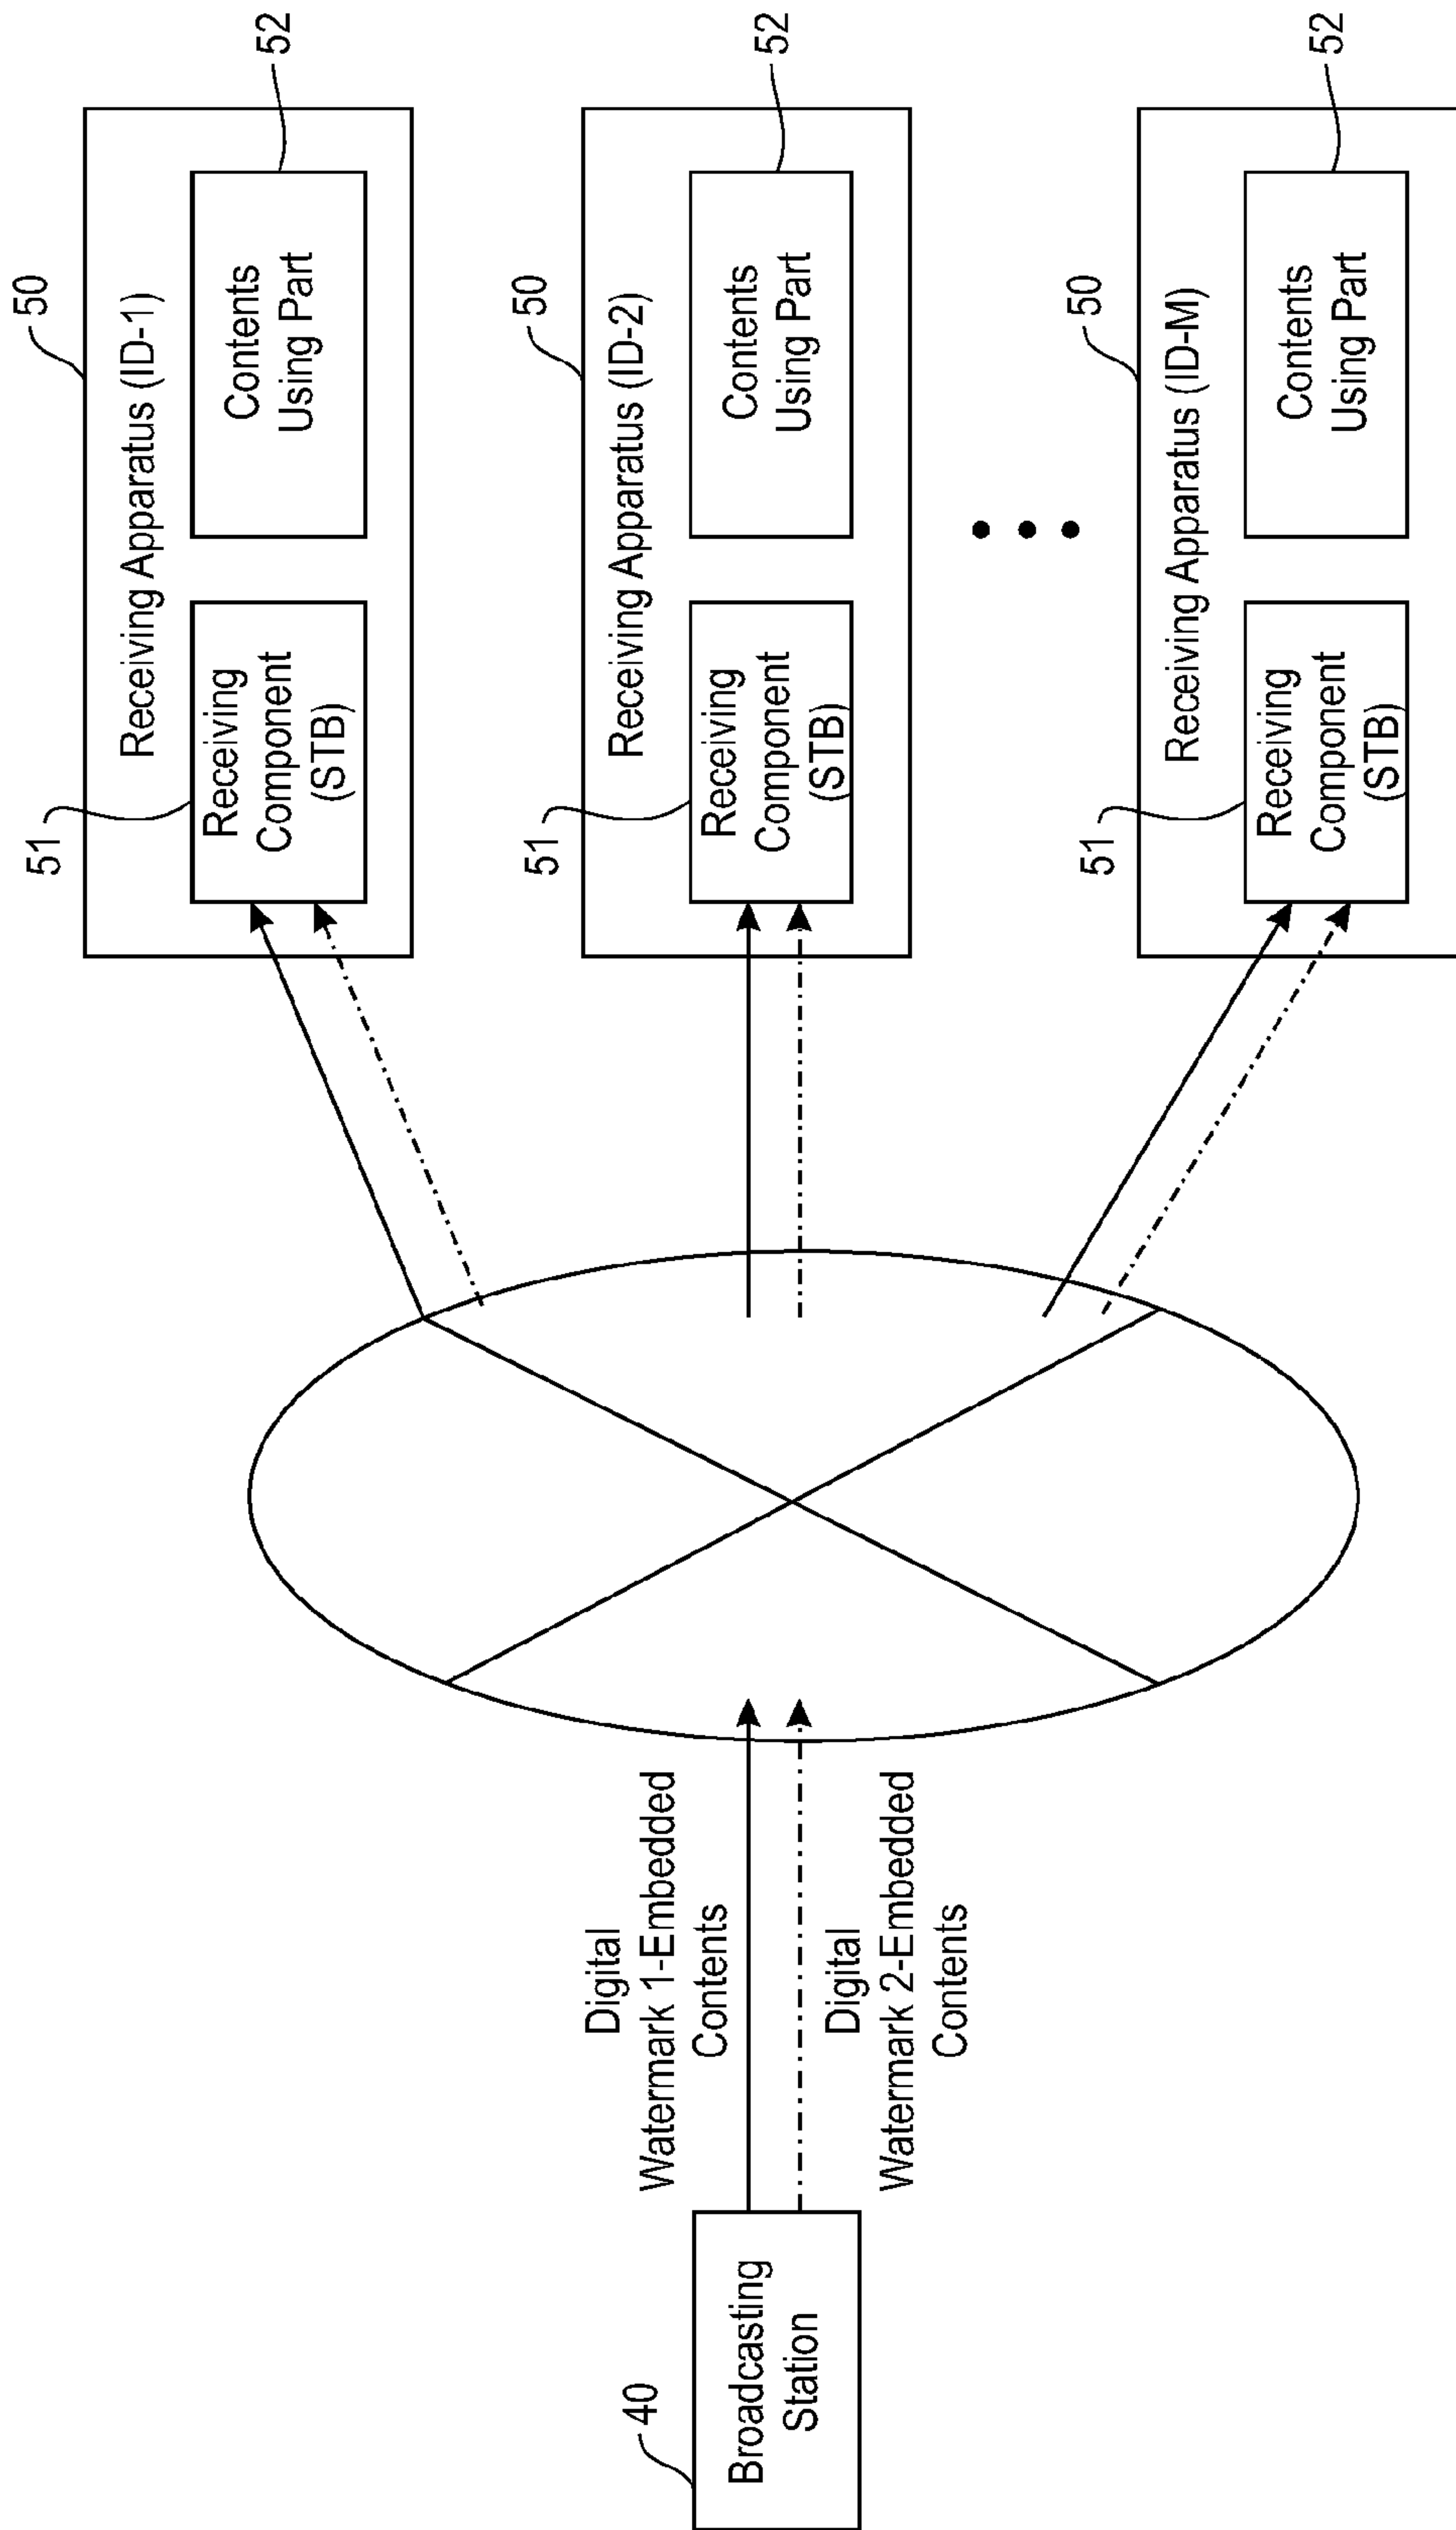 40
Broadcasting
Station
Digital
Watermark 1-Embedded
Contents
Digital
Watermark 2-Embedded
Contents
50
Receiving Apparatus (ID-1)
51
Receiving
Component
(STB)
Contents
Using Part
52
50
Receiving Apparatus (ID-2)
51
Receiving
Component
(STB)
Contents
Using Part
52
50
Receiving Apparatus (ID-M)
51
Receiving
Component
(STB)
Contents
Using Part
52